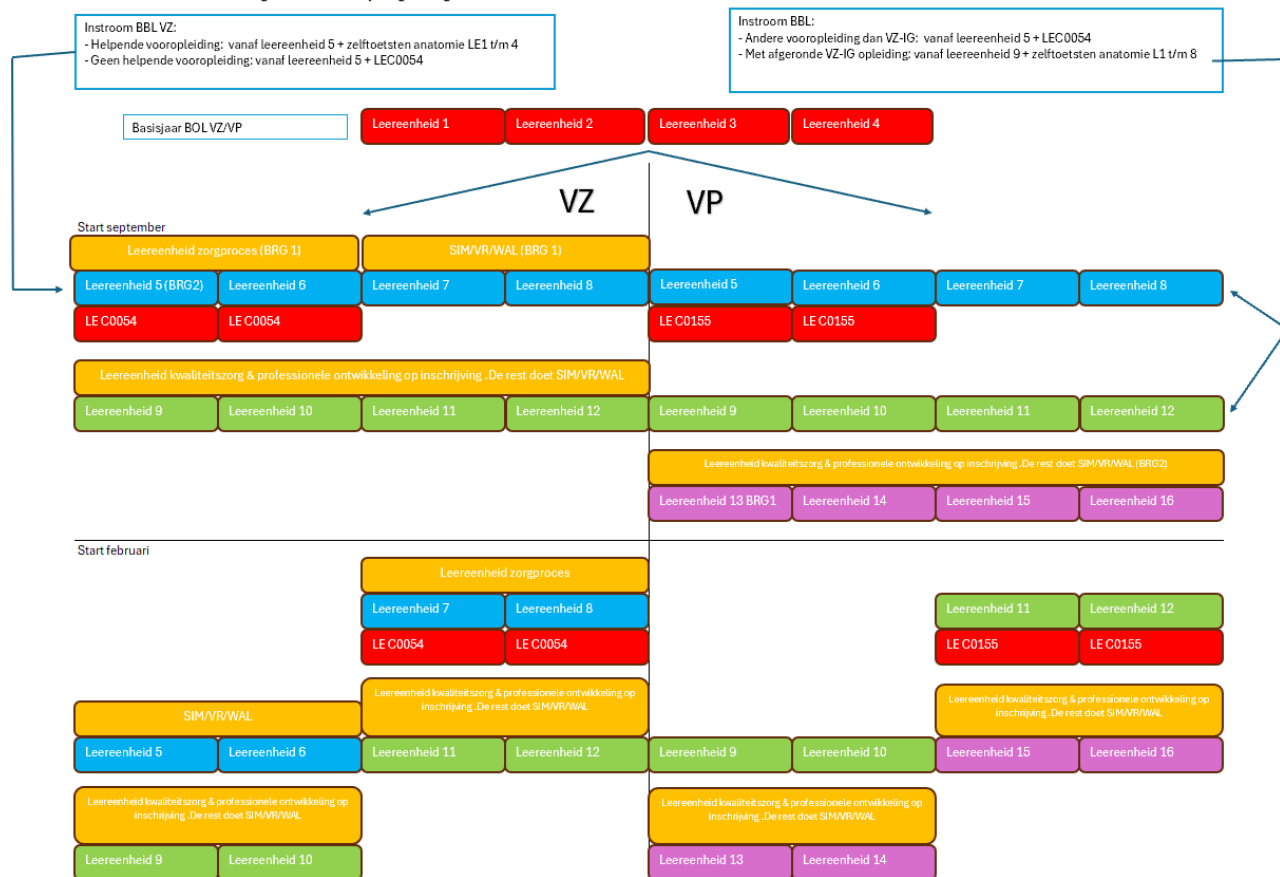 Instroom BBL VZ:
- Helpende vooropleiding: vanaf leereenheid 5 + zelftoetsten anatomie LE1 t/m 4
- Geen helpende vooropleiding: vanaf leereenheid 5 + LEC0054
Instroom BBL:
- Andere vooropleiding dan VZ-IG: vanaf leereenheid 5 + LEC0054
- Met afgeronde VZ-IG opleiding: vanaf leereenheid 9 + zelftoetsten anatomie L1 t/m 8
Basisjaar BOL VZ/VP
Leereenheid 1
Leereenheid 2
Leereenheid 3
Leereenheid 4
VZ
VP
Start september
Leereenheid zorgproces (BRG 1)
SIM/VR/WAL (BRG 1)
Leereenheid 5 (BRG2)
Leereenheid 6
Leereenheid 7
Leereenheid 8
Leereenheid 5
Leereenheid 6
Leereenheid 7
Leereenheid 8
LE C0054
LE C0054
LE C0155
LE C0155
Leereenheid kwaliteitszorg & professionele ontwikkeling op inschrijving .De rest doet SIM/VR/WAL
Leereenheid 9
Leereenheid 10
Leereenheid 11
Leereenheid 12
Leereenheid 9
Leereenheid 10
Leereenheid 11
Leereenheid 12
Leereenheid kwaliteitszorg & professionele ontwikkeling op inschrijving .De rest doet SIM/VR/WAL (BRG2)
Leereenheid 13 BRG1
Leereenheid 14
Leereenheid 15
Leereenheid 16
Start februari
Leereenheid zorgproces
Leereenheid 7
Leereenheid 8
Leereenheid 11
Leereenheid 12
LE C0054
LE C0054
LE C0155
LE C0155
Leereenheid kwaliteitszorg & professionele ontwikkeling op
inschrijving .De rest doet SIM/VR/WAL
Leereenheid kwaliteitszorg & professionele ontwikkeling op
inschrijving .De rest doet SIM/VR/WAL
SIM/VR/WAL
Leereenheid 5
Leereenheid 6
Leereenheid 11
Leereenheid 12
Leereenheid 9
Leereenheid 10
Leereenheid 15
Leereenheid 16
Leereenheid kwaliteitszorg & professionele ontwikkeling op
inschrijving .De rest doet SIM/VR/WAL
Leereenheid kwaliteitszorg & professionele ontwikkeling op
inschrijving .De rest doet SIM/VR/WAL
Leereenheid 9
Leereenheid 10
Leereenheid 13
Leereenheid 14